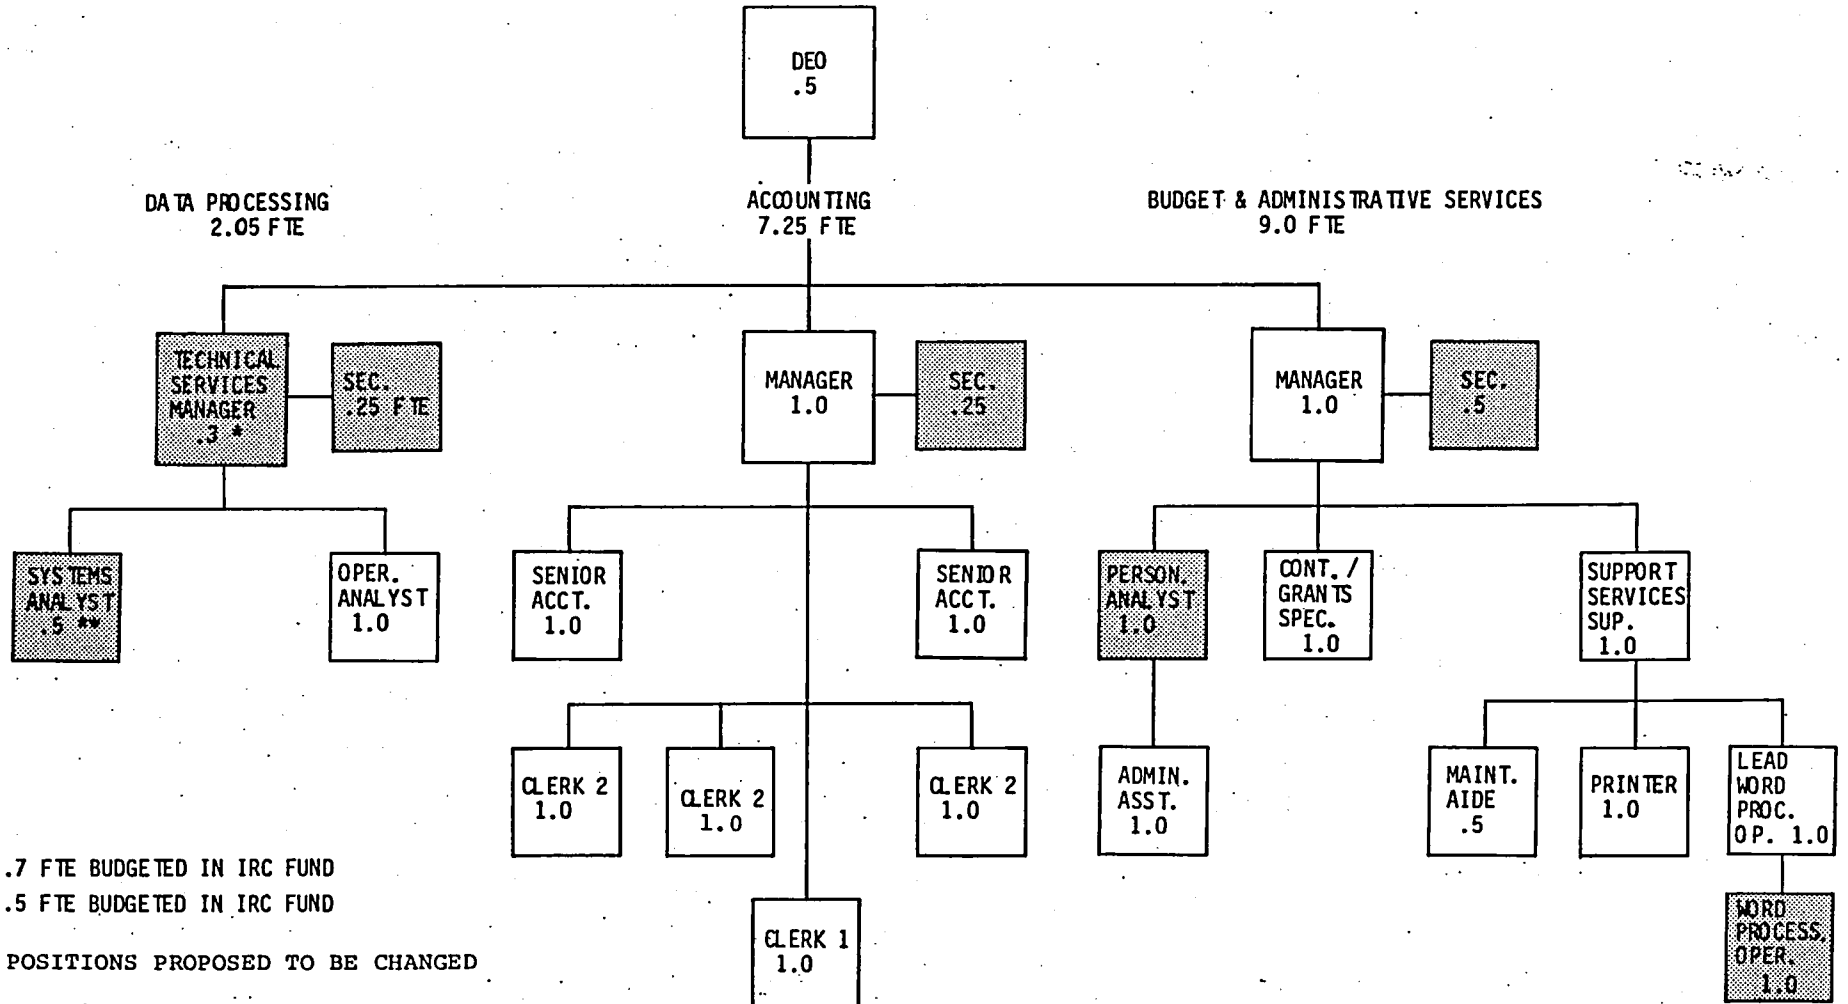 DEO
.5
DATA PROCESSING
2.05 FTE
ACCOUNTING
7.25 FTE
BUDGET & ADMINISTRATIVE SERVICES
9.0 FTE
TECHNICAL
SERVICES
MANAGER
.3 *
SEC.
.25 FTE
MANAGER
1.0
SEC.
.25
MANAGER
1.0
SEC.
.5
SYSTEMS
ANALYST
.5 **
OPER.
ANALYST
1.0
SENIOR
ACCT.
1.0
SENIOR
ACCT.
1.0
PERSON.
ANALYST
1.0
CONT./
GRANTS
SPEC.
1.0
SUPPORT
SERVICES
SUP.
1.0
CLERK 2
1.0
CLERK 2
1.0
CLERK 2
1.0
ADMIN.
ASST.
1.0
MAINT.
AIDE
.5
PRINTER
1.0
LEAD
WORD
PROC.
OP. 1.0
.7 FTE BUDGETED IN IRC FUND
.5 FTE BUDGETED IN IRC FUND
POSITIONS PROPOSED TO BE CHANGED
CLERK 1
1.0
WORD
PROCESS.
OPER.
1.0